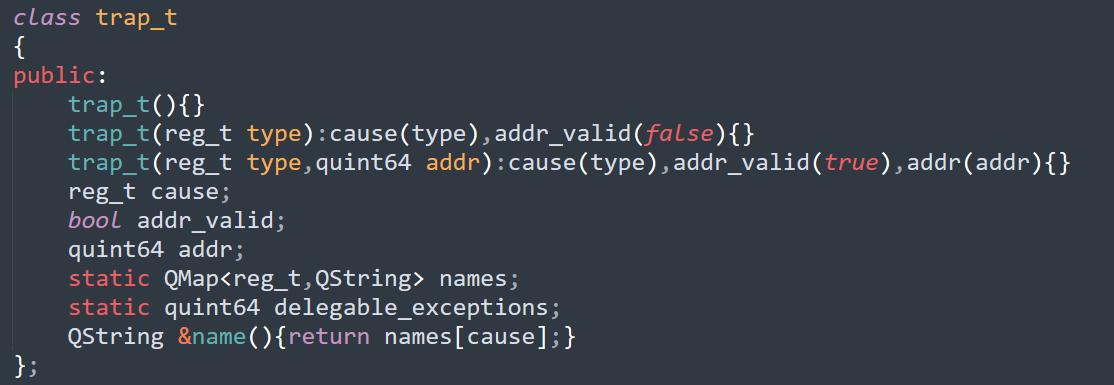 class trap_t
{
public:
    trap_t(){}
    trap_t(reg_t type):cause(type),addr_valid(false){}
    trap_t(reg_t type,quint64 addr):cause(type),addr_valid(true),addr(addr){}
    reg_t cause;
    bool addr_valid;
    quint64 addr;
    static QMap<reg_t,QString> names;
    static quint64 delegable_exceptions;
    QString &name(){return names[cause];}
};